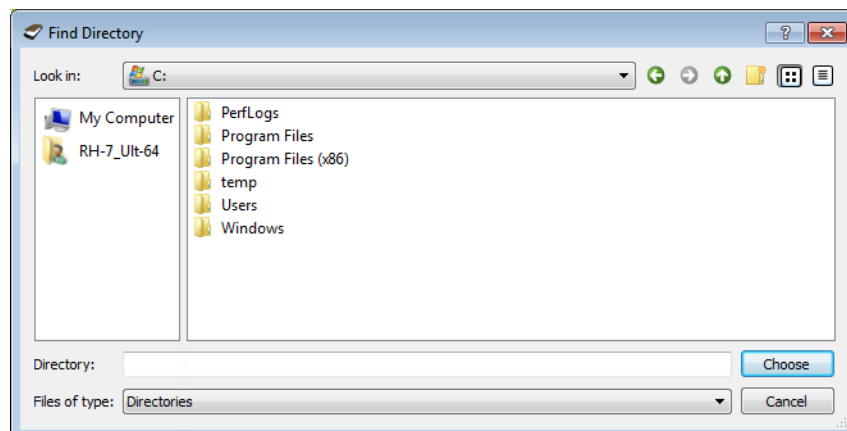 Find Directory
Look in: C:
My Computer
RH-7_Ult-64
PerfLogs
Program Files
Program Files (x86)
temp
Users
Windows
Directory: Choose
Files of type: Directories Cancel